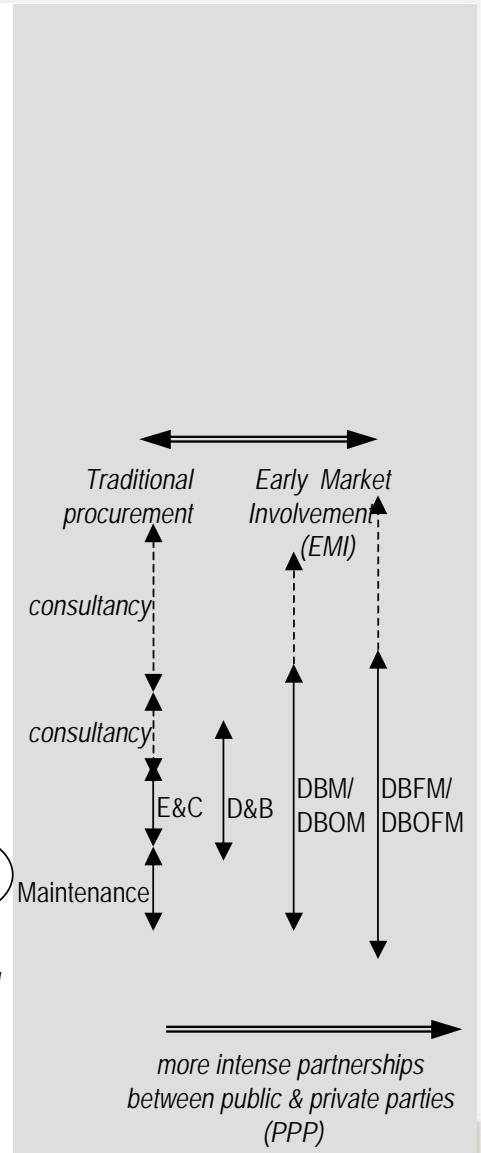 Traditional
procurement
Early Market
Involvement
(EMI)
consultancy
consultancy
E&C
D&B
DBM/
DBOM
DBFM/
DBOFM
Maintenance
more intense partnerships
between public & private parties
(PPP)